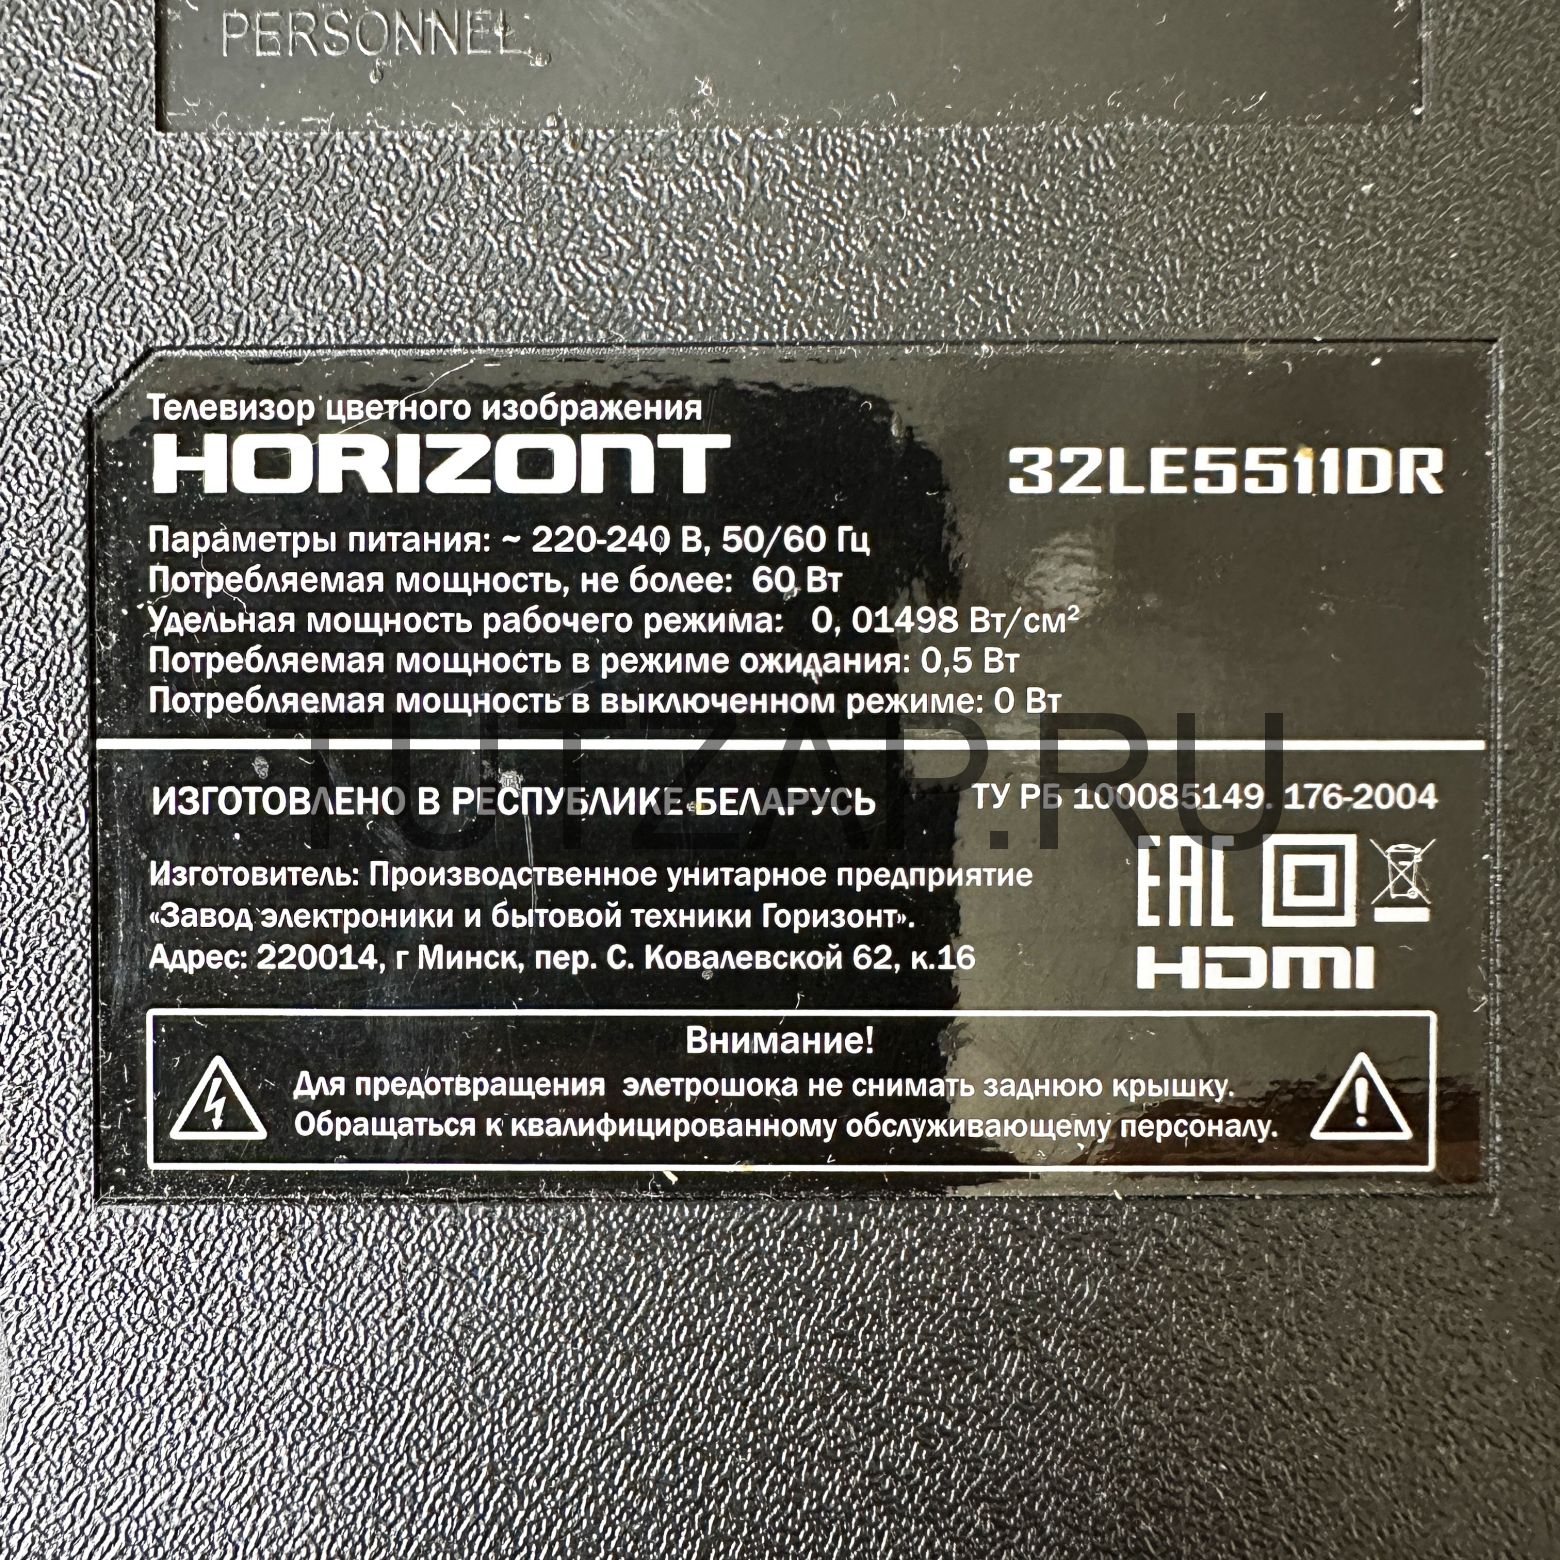 PERSONNEL
Телевизор цветного изображения
HORIZONT 32LE5511DR
Параметры питания: ~ 220-240 В, 50/60 Гц
Потребляемая мощность, не более: 60 Вт
Удельная мощность рабочего режима: 0, 01498 Вт/см²
Потребляемая мощность в режиме ожидания: 0,5 Вт
Потребляемая мощность в выключенном режиме: 0 Вт
TUTZAP.RU
ИЗГОТОВЛЕНО В РЕСПУБЛИКЕ БЕЛАРУСЬ ТУ РБ 100085149. 176-2004
Изготовитель: Производственное унитарное предприятие
«Завод электроники и бытовой техники Горизонт».
Адрес: 220014, г Минск, пер. С. Ковалевской 62, к.16
EAC
HDMI
Внимание!
Для предотвращения элетрошока не снимать заднюю крышку.
Обращаться к квалифицированному обслуживающему персоналу.